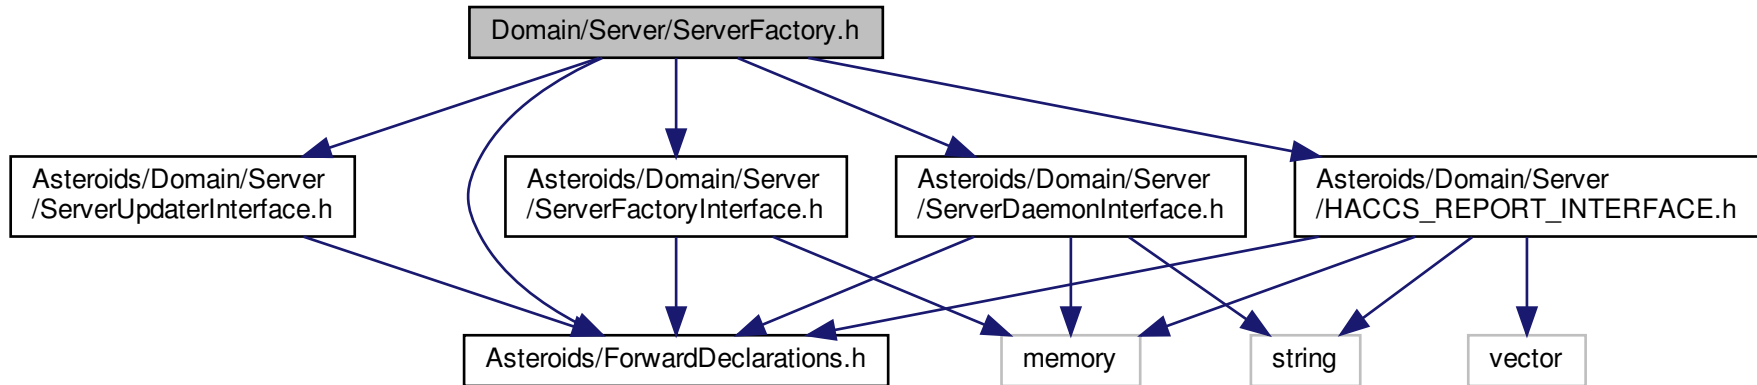 Domain/Server/ServerFactory.h
Asteroids/Domain/Server
/ServerUpdaterInterface.h
Asteroids/Domain/Server
/ServerFactoryInterface.h
Asteroids/Domain/Server
/ServerDaemonInterface.h
Asteroids/Domain/Server
/HACCS_REPORT_INTERFACE.h
Asteroids/ForwardDeclarations.h
memory
string
vector